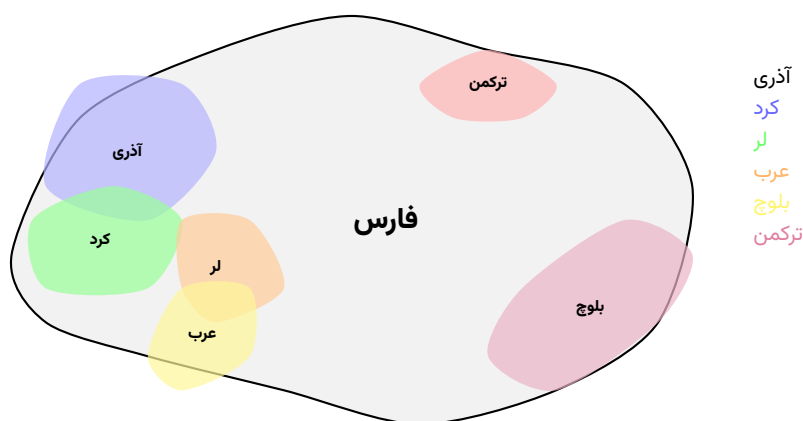 ترکمن
آذری
فارس
کرد
لر
بلوچ
عرب
آذری
کرد
لر
عرب
بلوچ
ترکمن